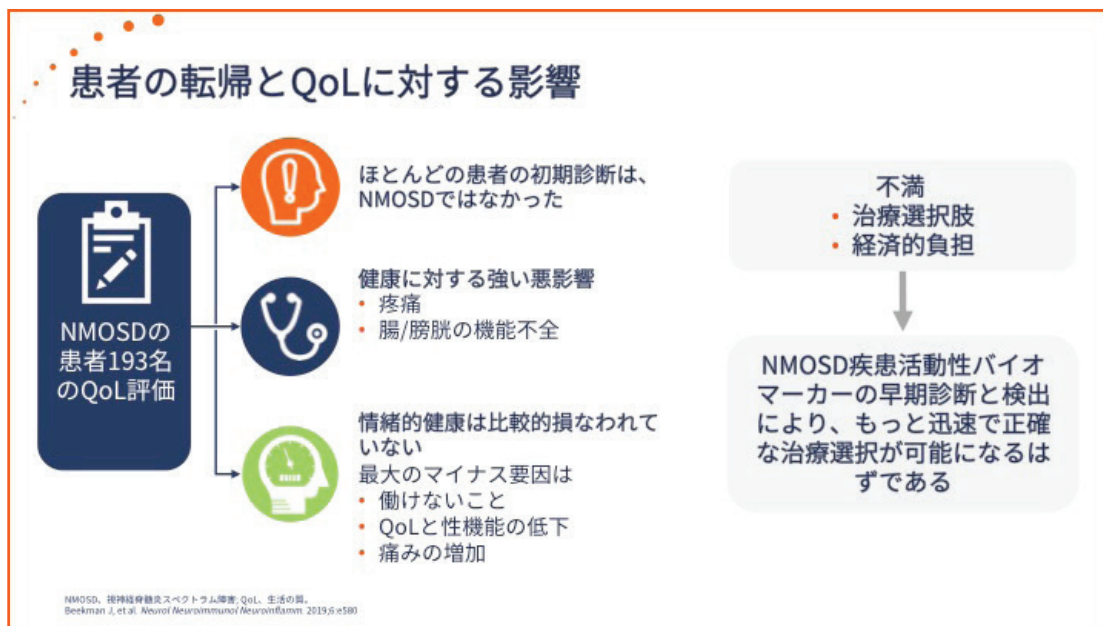 患者の転帰とQoLに対する影響
NMOSDの
患者193名
のQoL評価
ほとんどの患者の初期診断は、
NMOSDではなかった
健康に対する強い悪影響
• 疼痛
• 腸/膀胱の機能不全
情緒的健康は比較的損なわれて
いない
最大のマイナス要因は
• 働けないこと
• QoLと性機能の低下
• 痛みの増加
不満
• 治療選択肢
• 経済的負担
NMOSD疾患活動性バイオ
マーカーの早期診断と検出
により、もっと迅速で正確
な治療選択が可能になるは
ずである
NMOSD、視神経脊髄炎スペクトラム障害; QoL、生活の質。
Beekman J, et al. Neurol Neuroimmunol Neuroinflamm. 2019;6:e580